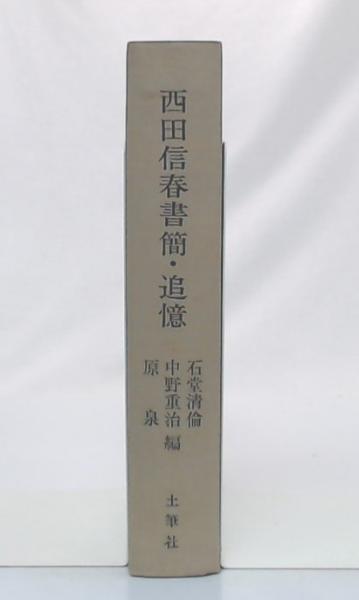 西田信春書簡・追憶
石堂清倫
中野重治 編
原 泉
土筆社